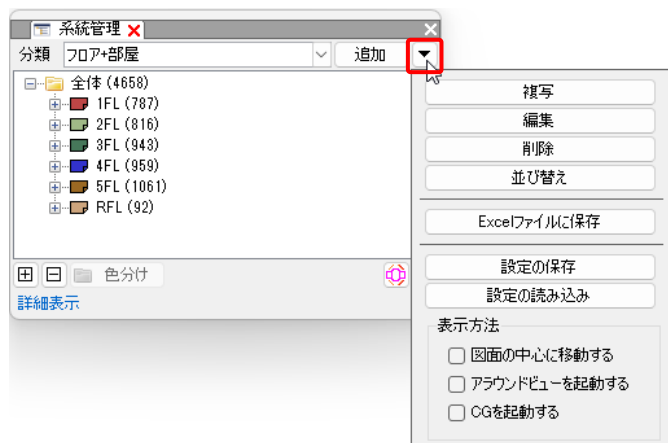 系統管理
分類 フロア+部屋 追加
全体 (4658)
1FL (787)
2FL (816)
3FL (943)
4FL (959)
5FL (1061)
RFL (92)
色分け
詳細表示
複写
編集
削除
並び替え
Excelファイルに保存
設定の保存
設定の読み込み
表示方法
図面の中心に移動する
アラウンドビューを起動する
CGを起動する